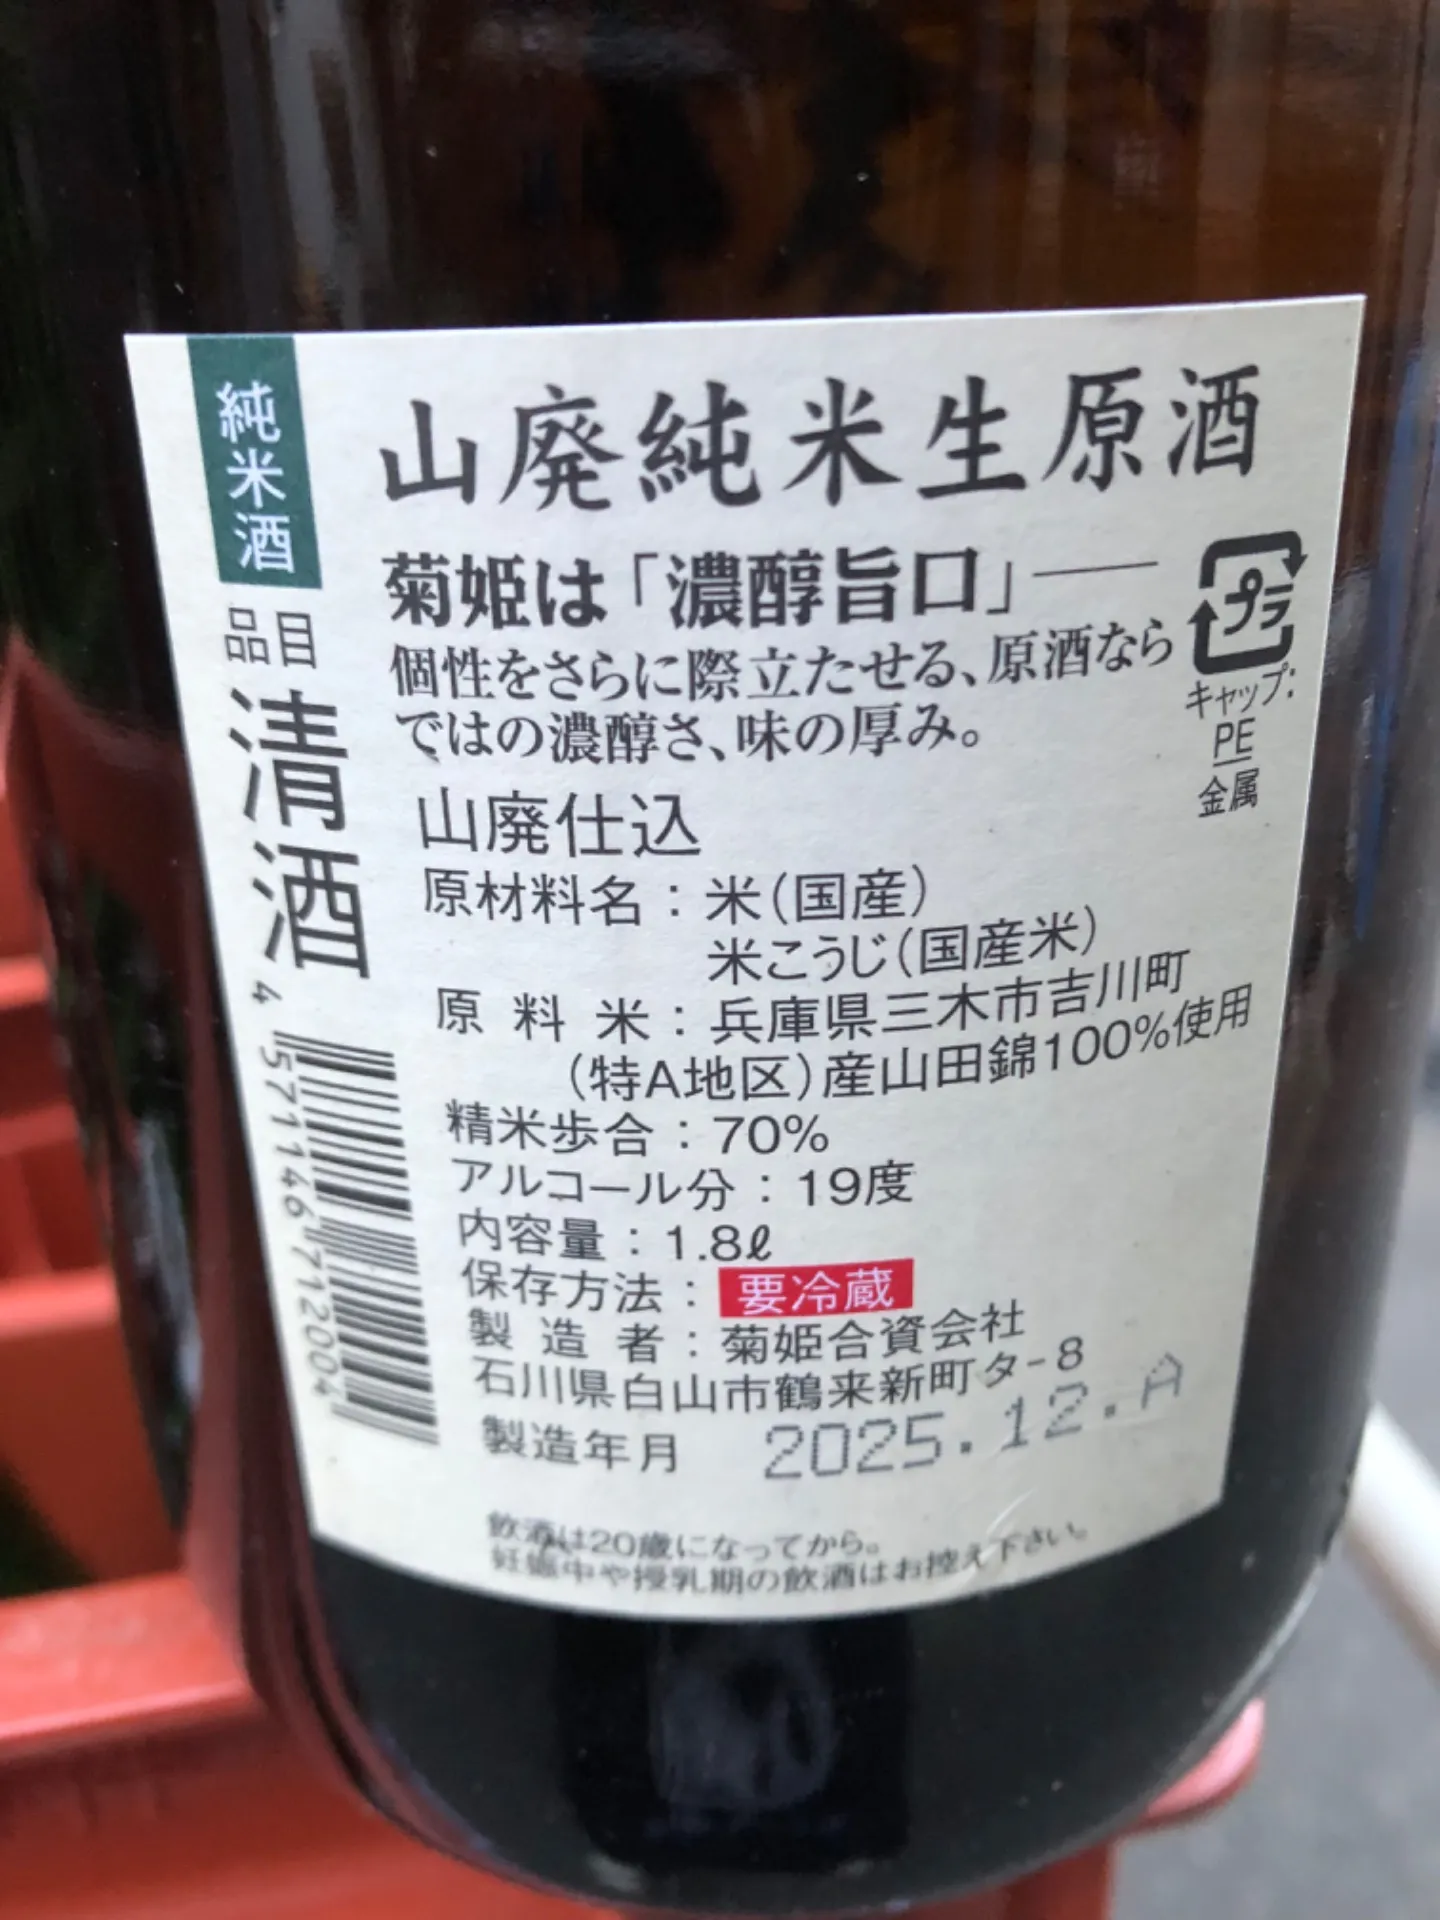 純米酒
品目
清酒
4 571146 712004
山廃純米生原酒
菊姫は「濃醇旨口」――
個性をさらに際立たせる、原酒なら
ではの濃醇さ、味の厚み。
プラ
キャップ:
PE
金属
山廃仕込
原材料名:米(国産)
米こうじ(国産米)
原料米:兵庫県三木市吉川町
(特A地区)産山田錦100%使用
精米歩合:70%
アルコール分:19度
内容量:1.8ℓ
保存方法:要冷蔵
製造者:菊姫合資会社
石川県白山市鶴来新町タ-8
製造年月 2025.12.A
飲酒は20歳になってから。
妊娠中や授乳期の飲酒はお控え下さい。